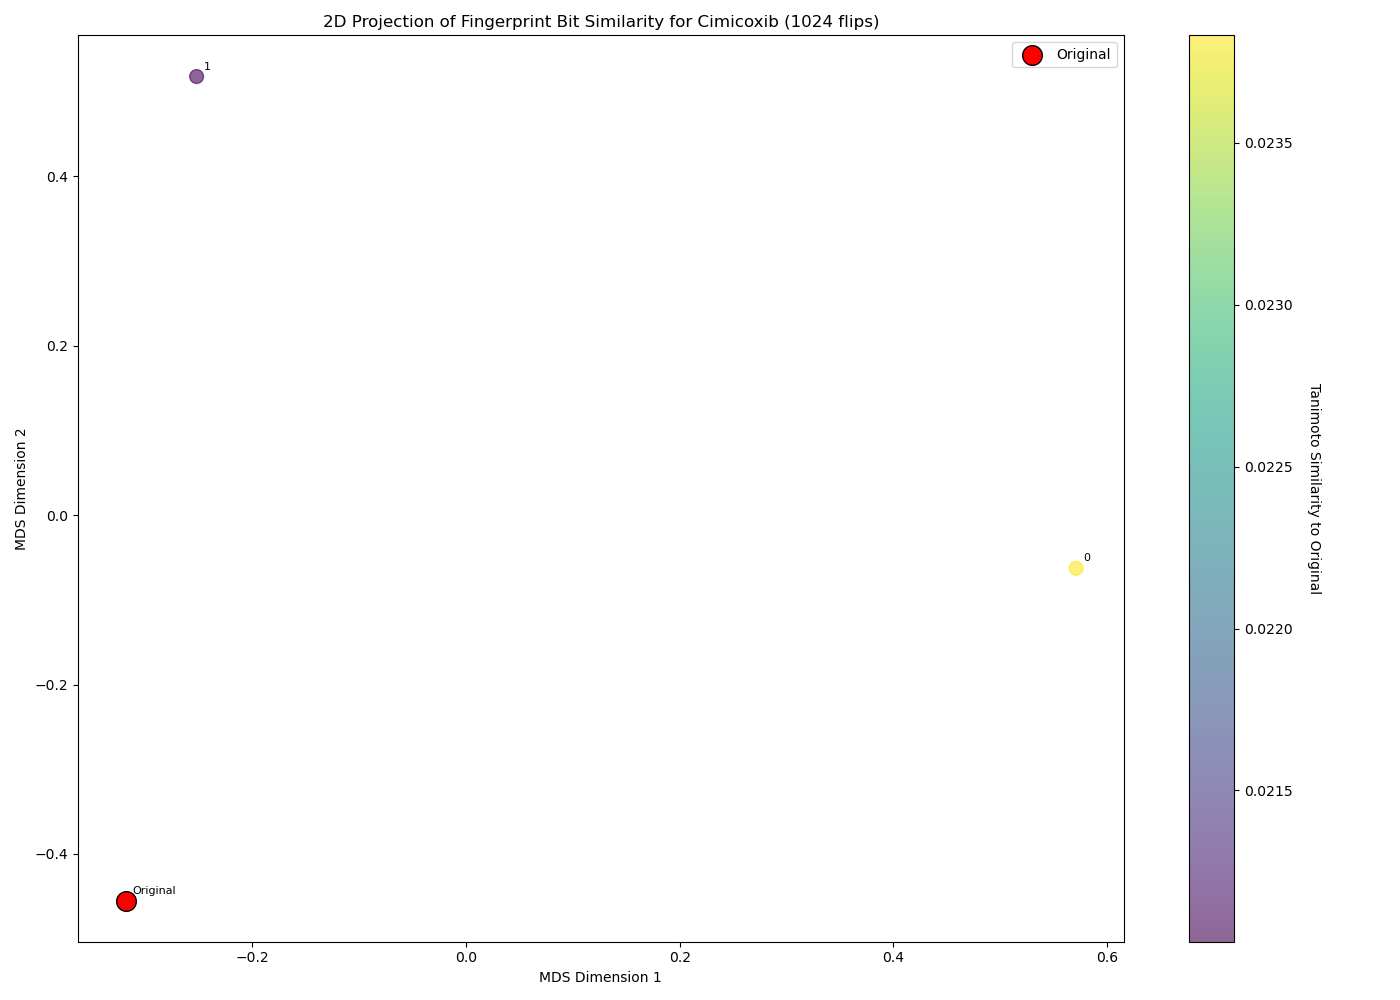 2D Projection of Fingerprint Bit Similarity for Cimicoxib (1024 flips)
Original
1
0
Original
0.4
0.2
0.0
−0.2
−0.4
−0.2
0.0
0.2
0.4
0.6
MDS Dimension 1
MDS Dimension 2
0.0235
0.0230
0.0225
0.0220
0.0215
Tanimoto Similarity to Original